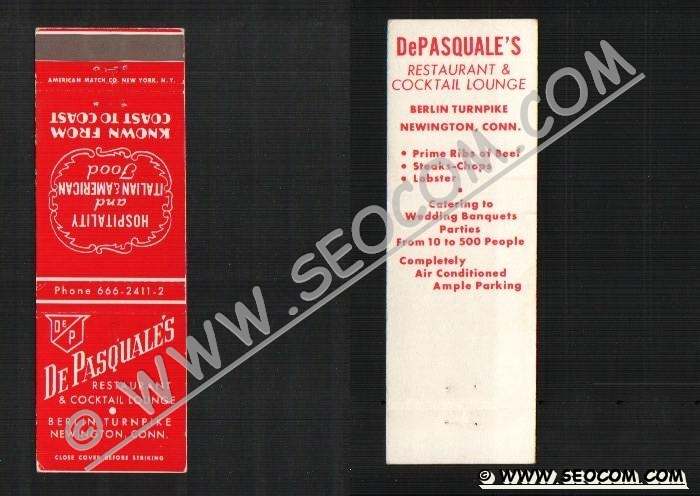 AMERICAN MATCH CO. NEW YORK, N.Y.
KNOWN FROM
COAST TO COAST
HOSPITALITY
and
ITALIAN & AMERICAN
Food
Phone 666-2411-2
DE P
DE PASQUALE'S
RESTAURANT
& COCKTAIL LOUNGE
BERLIN TURNPIKE
NEWINGTON, CONN.
CLOSE COVER BEFORE STRIKING
DePASQUALE'S
RESTAURANT &
COCKTAIL LOUNGE
BERLIN TURNPIKE
NEWINGTON, CONN.
• Prime Ribs of Beef
• Steaks-Chops
• Lobster
Catering to
Wedding Banquets
Parties
From 10 to 500 People
Completely
Air Conditioned
Ample Parking
© WWW.SEOCOM.COM
© WWW.SEOCOM.COM